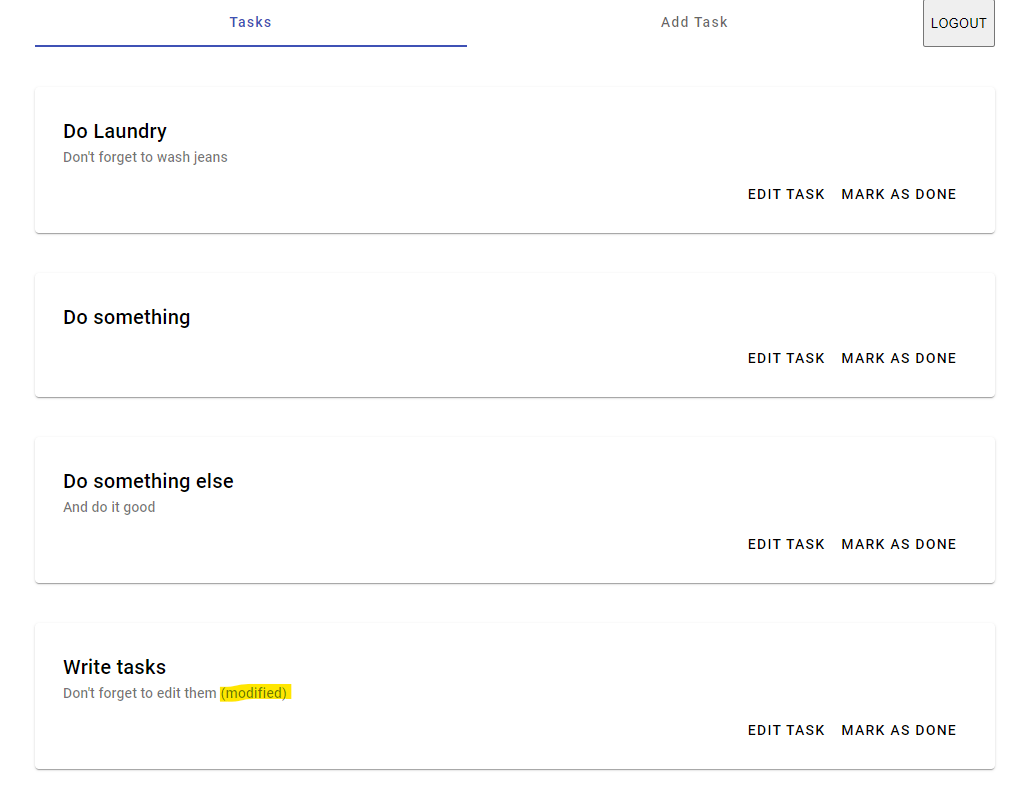 Tasks Add Task LOGOUT
Do Laundry
Don't forget to wash jeans
EDIT TASK MARK AS DONE
Do something
EDIT TASK MARK AS DONE
Do something else
And do it good
EDIT TASK MARK AS DONE
Write tasks
Don't forget to edit them (modified)
EDIT TASK MARK AS DONE